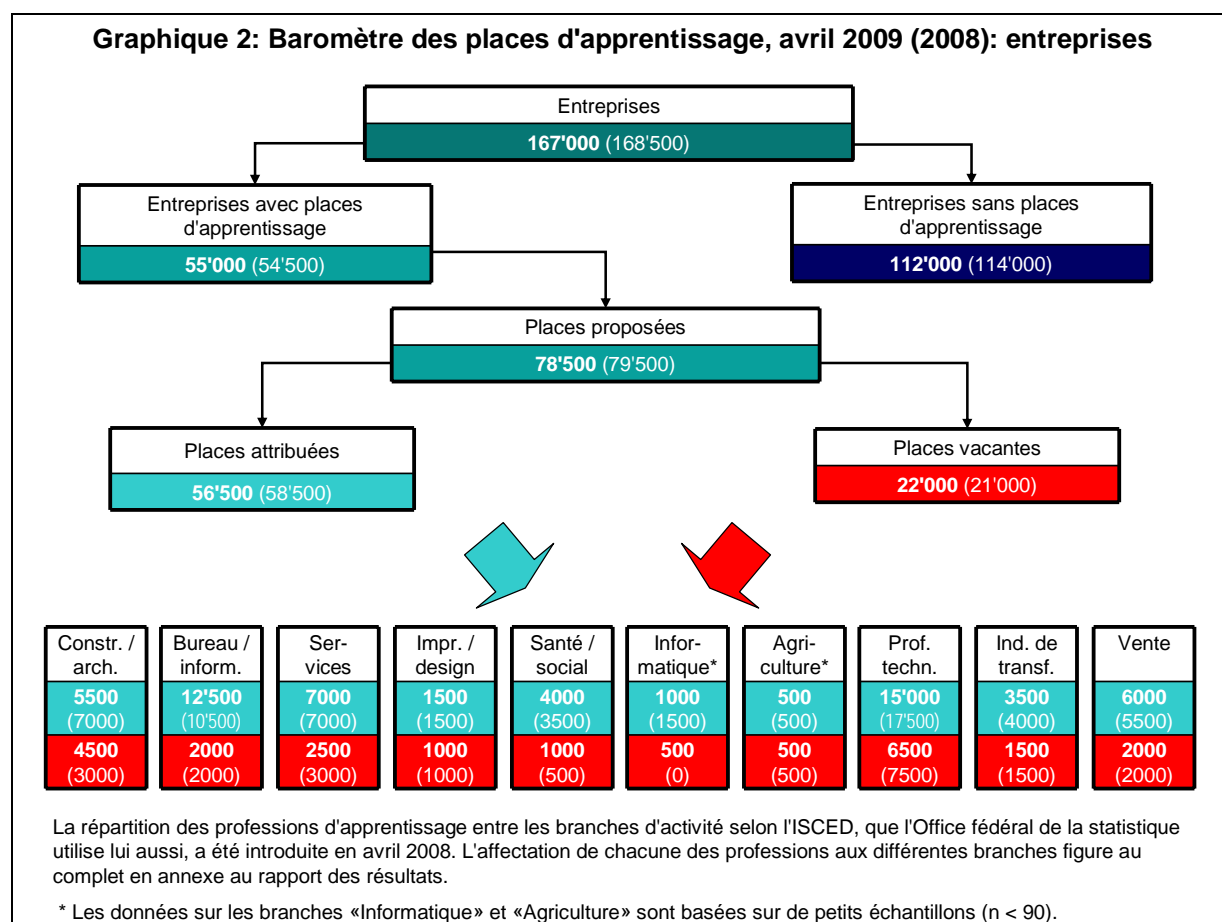 Graphique 2: Baromètre des places d'apprentissage, avril 2009 (2008): entreprises
Entreprises
167'000 (168'500)
Entreprises avec places
d'apprentissage
55'000 (54'500)
Entreprises sans places
d'apprentissage
112'000 (114'000)
Places proposées
78'500 (79'500)
Places attribuées
56'500 (58'500)
Places vacantes
22'000 (21'000)
Constr. /
arch.
5500
(7000)
4500
(3000)
Bureau /
inform.
12'500
(10'500)
2000
(2000)
Ser-
vices
7000
(7000)
2500
(3000)
Impr. /
design
1500
(1500)
1000
(1000)
Santé /
social
4000
(3500)
1000
(500)
Infor-
matique*
1000
(1500)
500
(0)
Agri-
culture*
500
(500)
500
(500)
Prof.
techn.
15'000
(17'500)
6500
(7500)
Ind. de
transf.
3500
(4000)
1500
(1500)
Vente
6000
(5500)
2000
(2000)
La répartition des professions d'apprentissage entre les branches d'activité selon l'ISCED, que l'Office fédéral de la statistique
utilise lui aussi, a été introduite en avril 2008. L'affectation de chacune des professions aux différentes branches figure au
complet en annexe au rapport des résultats.
* Les données sur les branches «Informatique» et «Agriculture» sont basées sur de petits échantillons (n < 90).